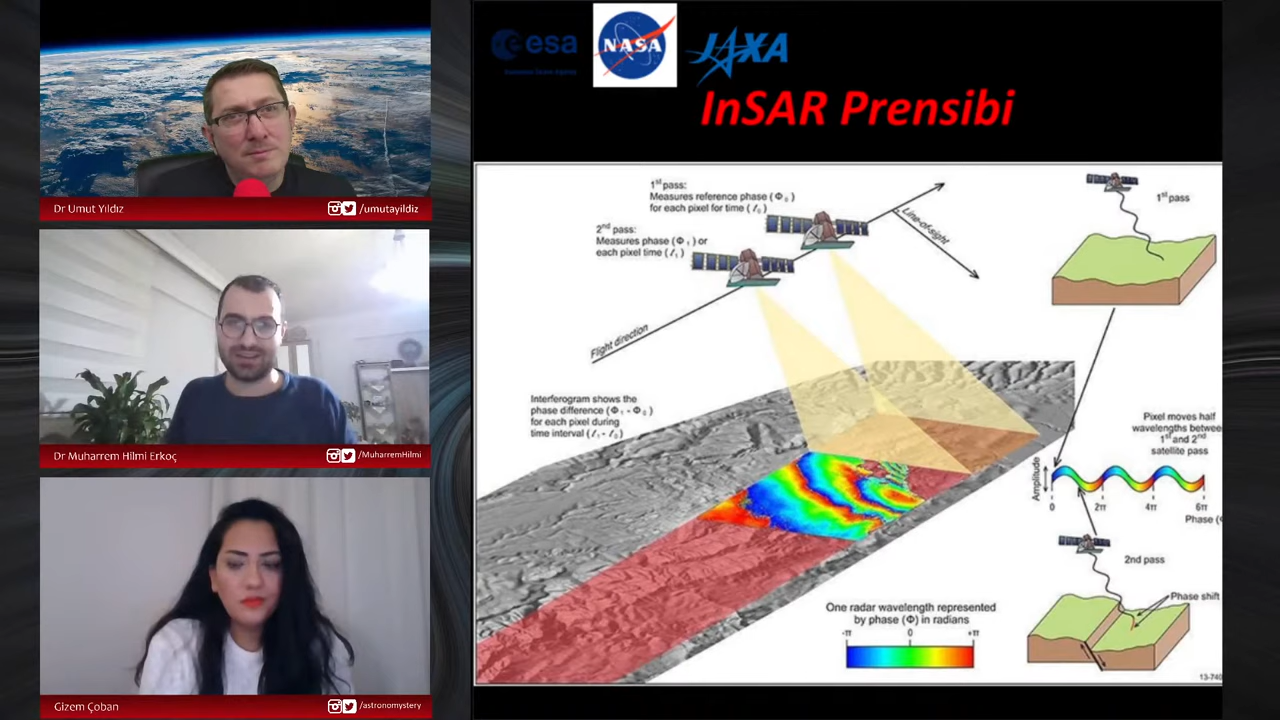 Dr Umut Yıldız
/umutayildiz
Dr Muharrem Hilmi Erkoç
/MuharremHilmi
Gizem Çoban
/astronomystery
esa
NASA
JAXA
InSAR Prensibi
1st pass:
Measures reference phase (Φ0)
for each pixel for time (t0)
2nd pass:
Measures phase (Φ1) or
each pixel time (t1)
Line-of-sight
Flight direction
1st pass
Interferogram shows the
phase difference (Φ1 - Φ0)
for each pixel during
time interval (t1 - t0)
Pixel moves half
wavelengths between
1st and 2nd
satellite pass
Amplitude
0 2π 4π 6π
Phase (
2nd pass
Phase shift
One radar wavelength represented
by phase (Φ) in radians
-π 0 +π
13-740